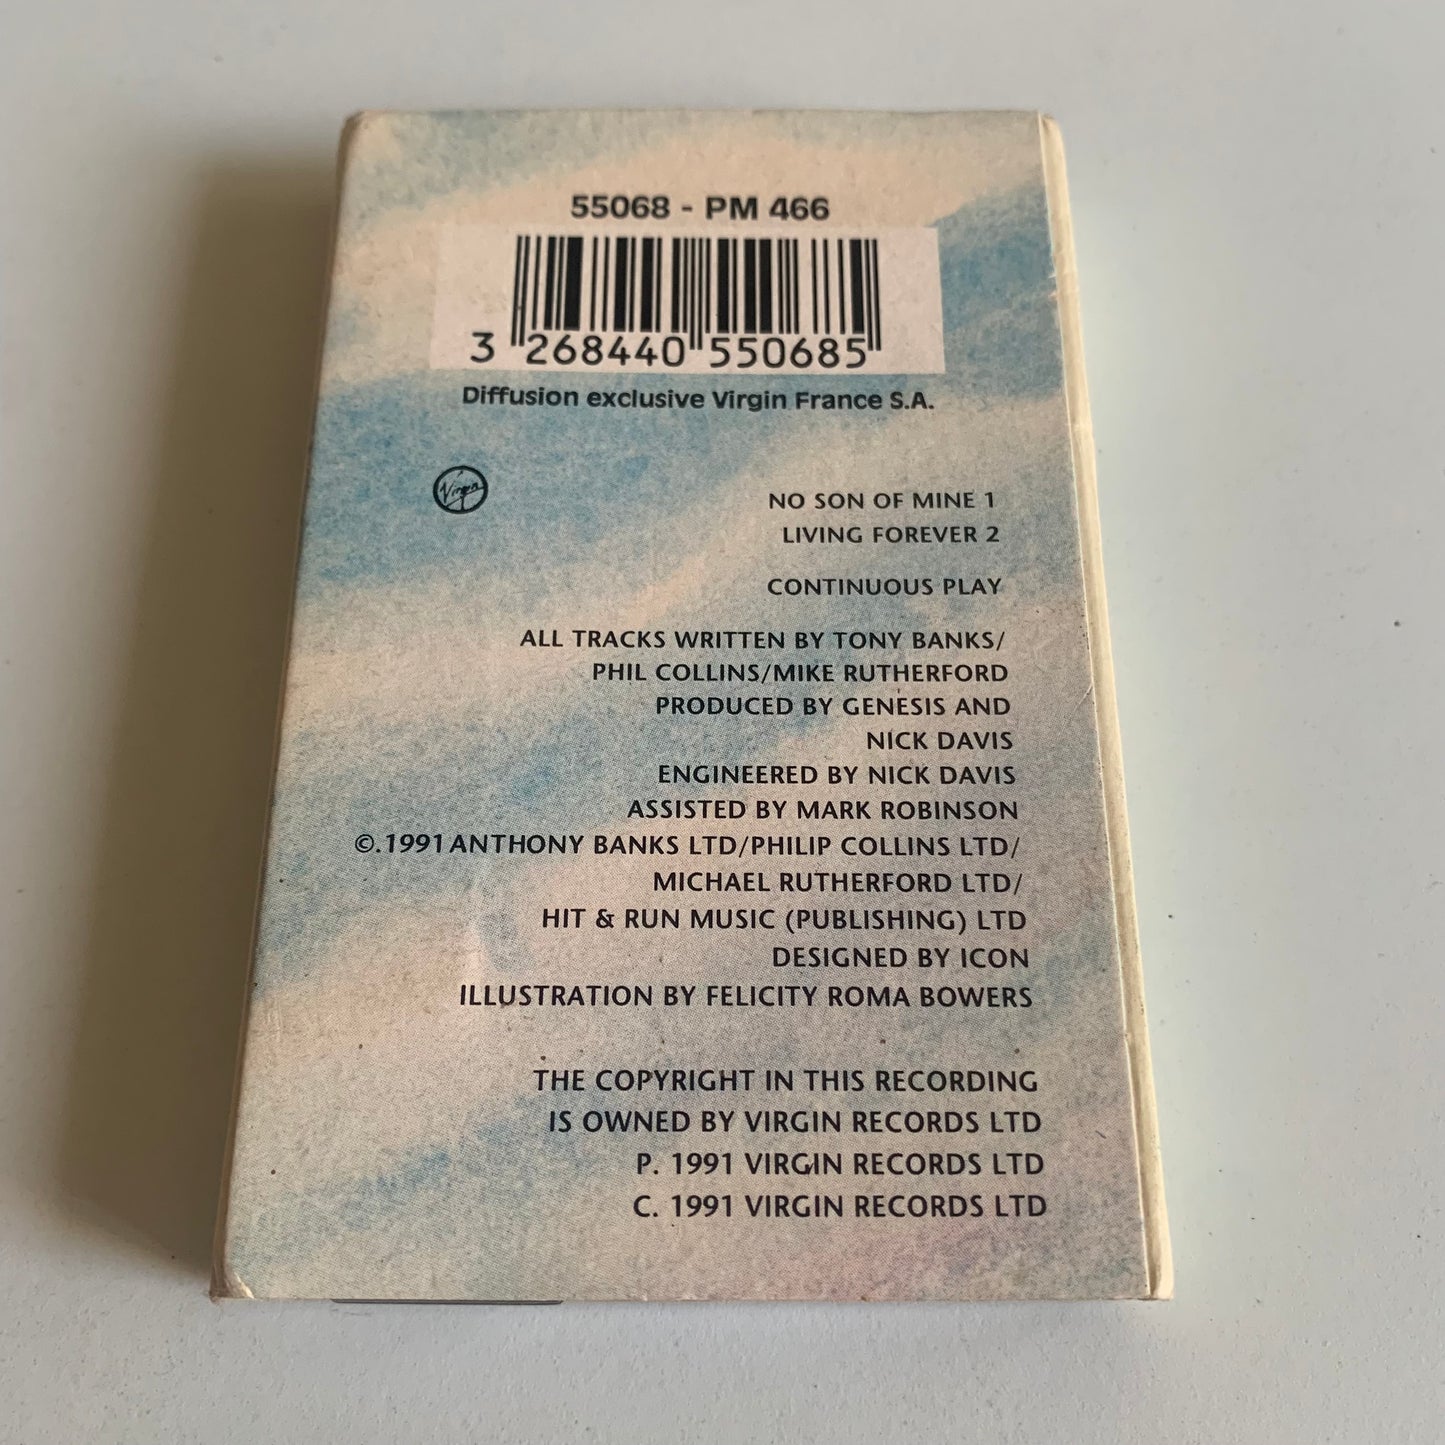 55068 - PM 466
3 268440 550685
Diffusion exclusive Virgin France S.A.
Virgin
NO SON OF MINE 1
LIVING FOREVER 2
CONTINUOUS PLAY
ALL TRACKS WRITTEN BY TONY BANKS/
PHIL COLLINS/MIKE RUTHERFORD
PRODUCED BY GENESIS AND
NICK DAVIS
ENGINEERED BY NICK DAVIS
ASSISTED BY MARK ROBINSON
©.1991 ANTHONY BANKS LTD/PHILIP COLLINS LTD/
MICHAEL RUTHERFORD LTD/
HIT & RUN MUSIC (PUBLISHING) LTD
DESIGNED BY ICON
ILLUSTRATION BY FELICITY ROMA BOWERS
THE COPYRIGHT IN THIS RECORDING
IS OWNED BY VIRGIN RECORDS LTD
P. 1991 VIRGIN RECORDS LTD
C. 1991 VIRGIN RECORDS LTD